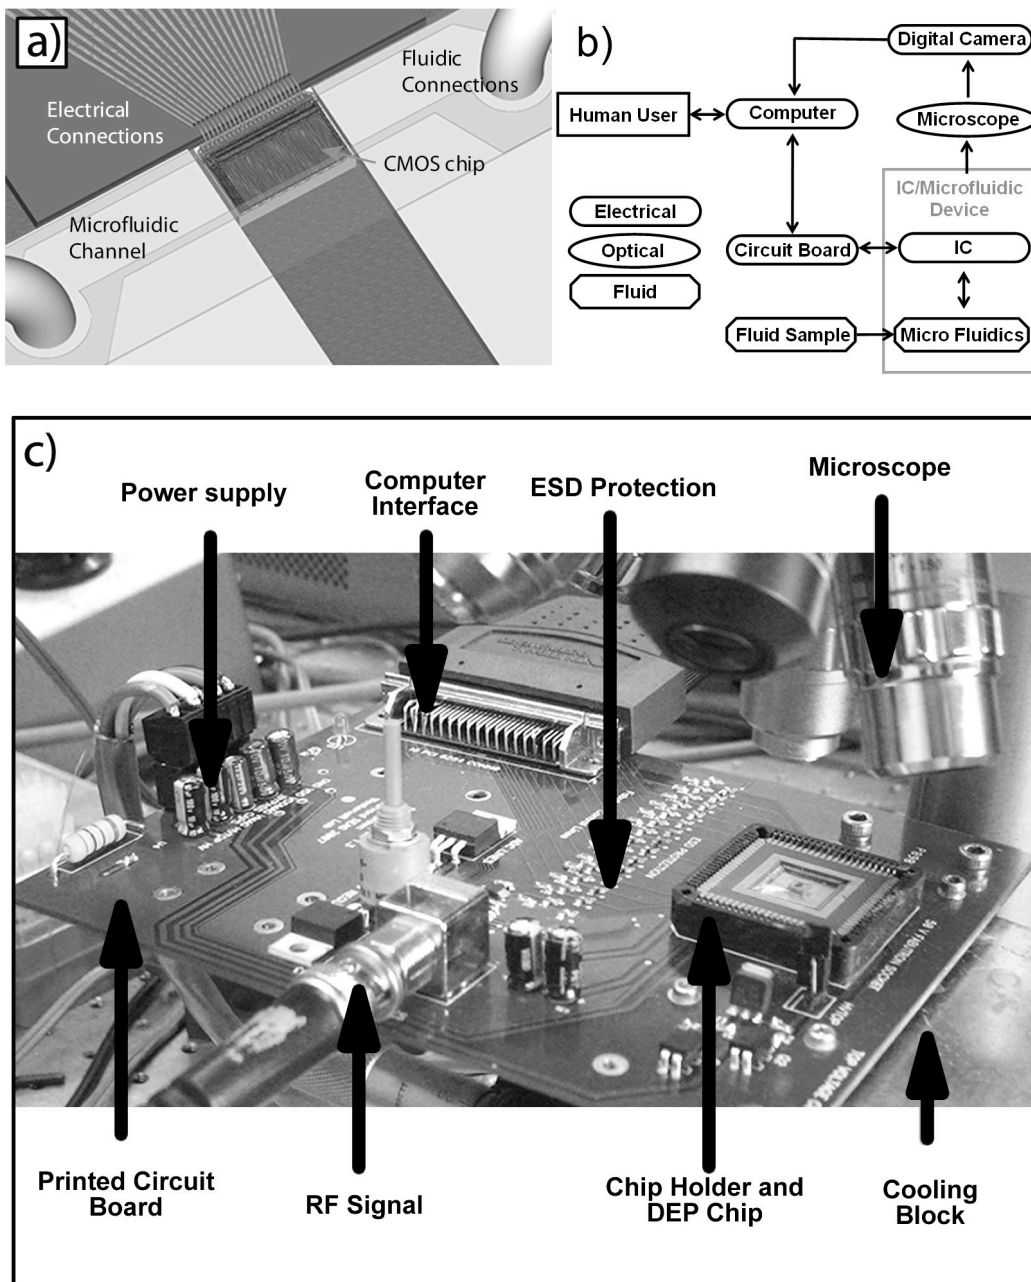 a)
Fluidic
Connections
Electrical
Connections
CMOS chip
Microfluidic
Channel
b)
Digital Camera
Human User
Computer
Microscope
IC/Microfluidic
Device
Electrical
Optical
Circuit Board
IC
Fluid
Fluid Sample
Micro Fluidics
c)
Power supply
Computer
Interface
ESD Protection
Microscope
ESD PROTECTION
Printed Circuit
Board
RF Signal
Chip Holder and
DEP Chip
Cooling
Block